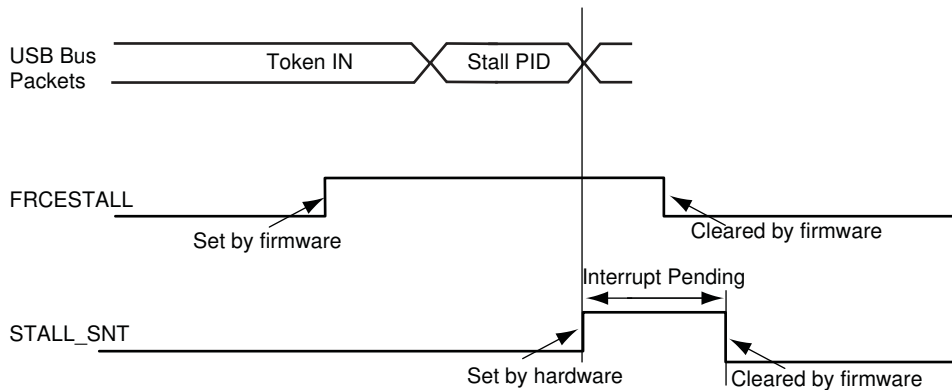 USB Bus
Packets
Token IN
Stall PID
FRCESTALL
Set by firmware
Cleared by firmware
Interrupt Pending
STALL_SNT
Set by hardware
Cleared by firmware